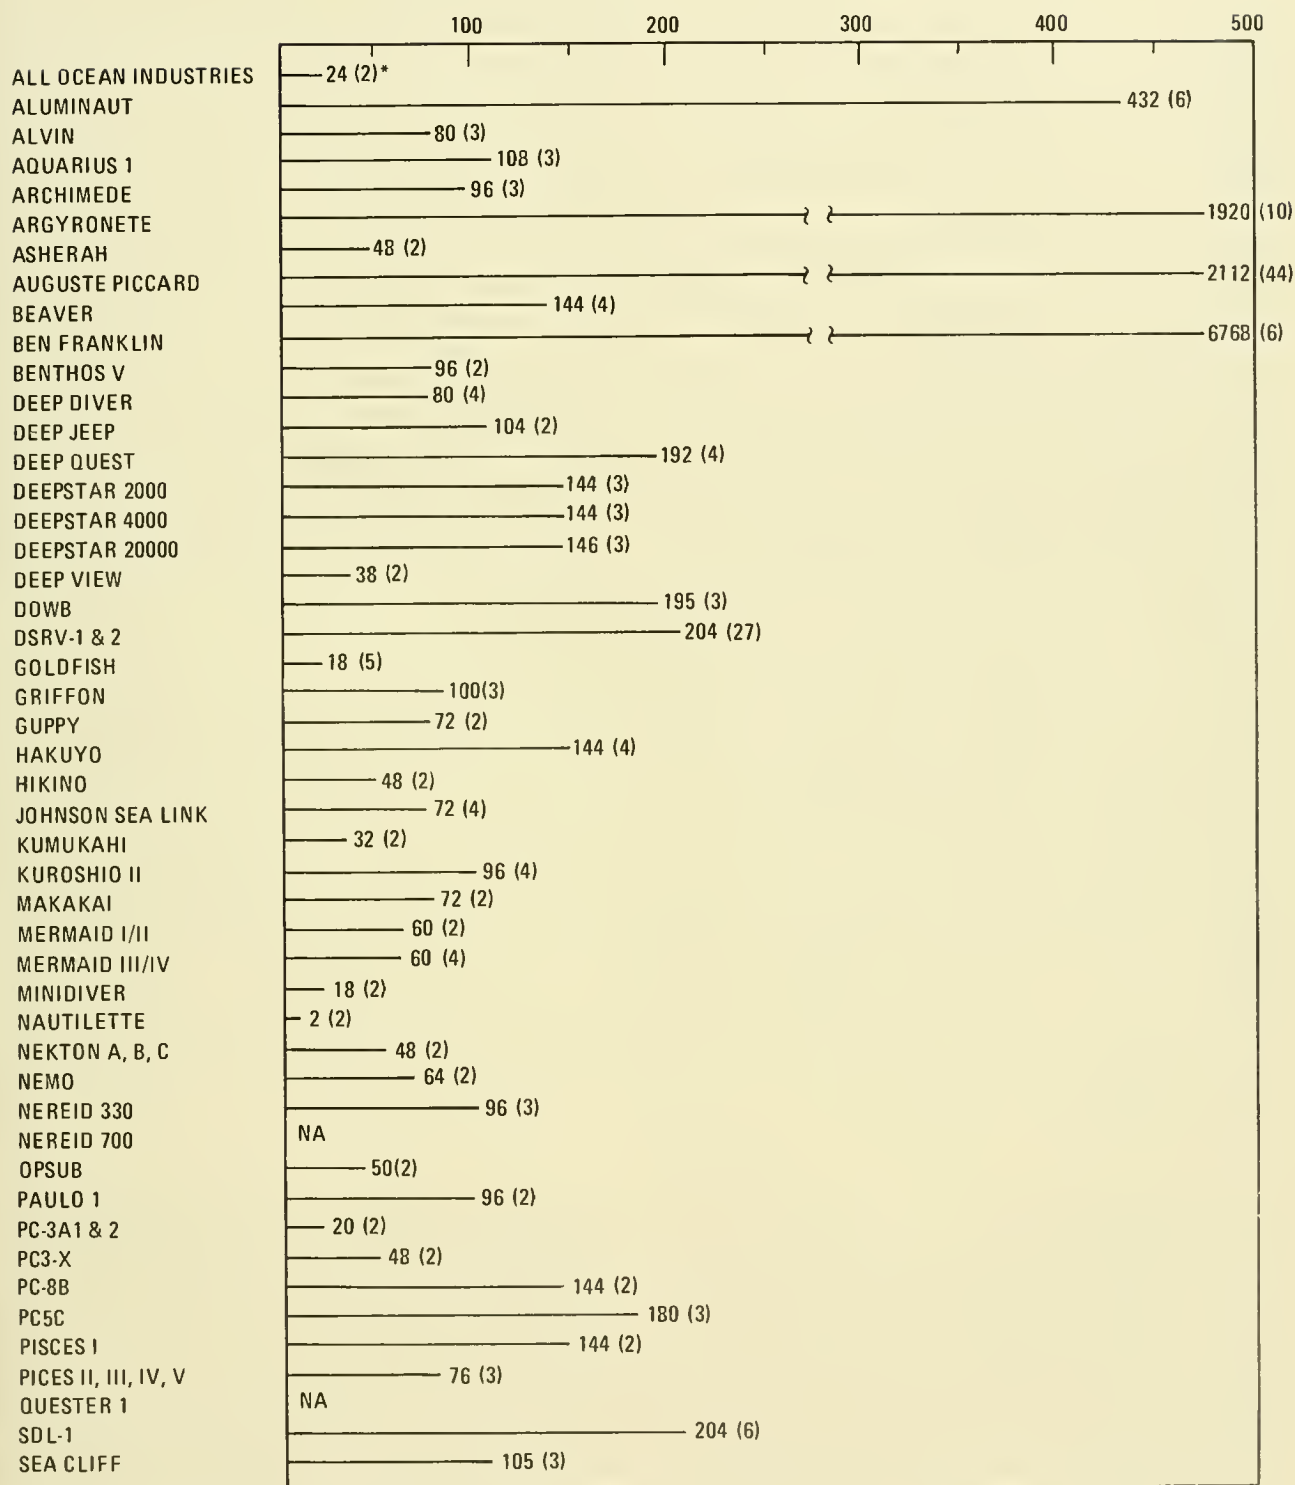 100 200 300 400 500
ALL OCEAN INDUSTRIES 24 (2)*
ALUMINAUT 432 (6)
ALVIN 80 (3)
AQUARIUS 1 108 (3)
ARCHIMEDE 96 (3)
ARGYRONETE 1920 (10)
ASHERAH 48 (2)
AUGUSTE PICCARD 2112 (44)
BEAVER 144 (4)
BEN FRANKLIN 6768 (6)
BENTHOS V 96 (2)
DEEP DIVER 80 (4)
DEEP JEEP 104 (2)
DEEP QUEST 192 (4)
DEEPSTAR 2000 144 (3)
DEEPSTAR 4000 144 (3)
DEEPSTAR 20000 146 (3)
DEEP VIEW 38 (2)
DOWB 195 (3)
DSRV-1 & 2 204 (27)
GOLDFISH 18 (5)
GRIFFON 100(3)
GUPPY 72 (2)
HAKUYO 144 (4)
HIKINO 48 (2)
JOHNSON SEA LINK 72 (4)
KUMUKAHI 32 (2)
KUROSHIO II 96 (4)
MAKAKAI 72 (2)
MERMAID I/II 60 (2)
MERMAID III/IV 60 (4)
MINIDIVER 18 (2)
NAUTILETTE 2 (2)
NEKTON A, B, C 48 (2)
NEMO 64 (2)
NEREID 330 96 (3)
NEREID 700 NA
OPSUB 50(2)
PAULO 1 96 (2)
PC-3A1 & 2 20 (2)
PC3-X 48 (2)
PC-8B 144 (2)
PC5C 180 (3)
PISCES I 144 (2)
PICES II, III, IV, V 76 (3)
QUESTER 1 NA
SDL-1 204 (6)
SEA CLIFF 105 (3)